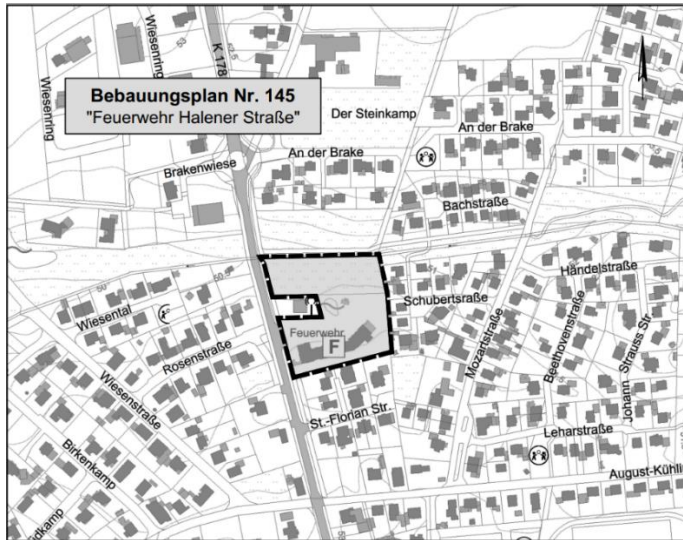 Wiesenring
Wiesenring
K 178
Bebauungsplan Nr. 145
"Feuerwehr Halener Straße"
Der Steinkamp
An der Brake
An der Brake
Brakenwiese
Bachstraße
Händelstraße
Schubertstraße
Wiesental
Rosenstraße
Feuerwehr
F
Mozartstraße
Beethovenstraße
Johann Strauss Str
Wiesenstraße
St.-Florian Str.
Leharstraße
Birkenkamp
August-Kühli